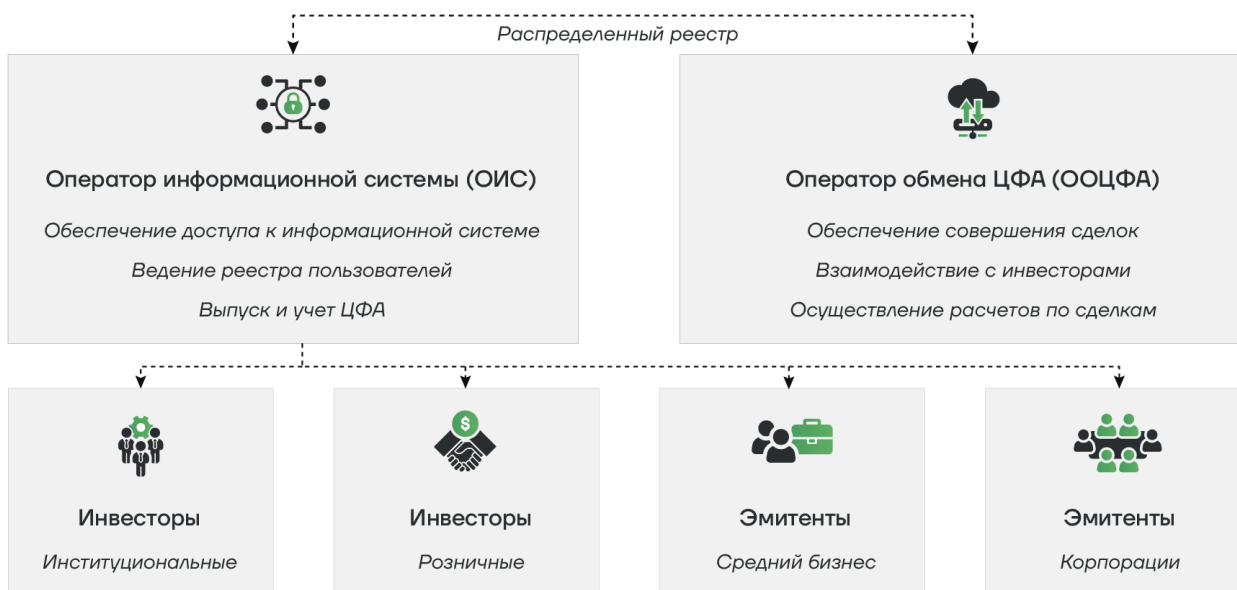 Распределенный реестр
Оператор информационной системы (ОИС)
Обеспечение доступа к информационной системе
Ведение реестра пользователей
Выпуск и учет ЦФА
Оператор обмена ЦФА (ООЦФА)
Обеспечение совершения сделок
Взаимодействие с инвесторами
Осуществление расчетов по сделкам
$
Инвесторы
Институциональные
Инвесторы
Розничные
Эмитенты
Средний бизнес
Эмитенты
Корпорации